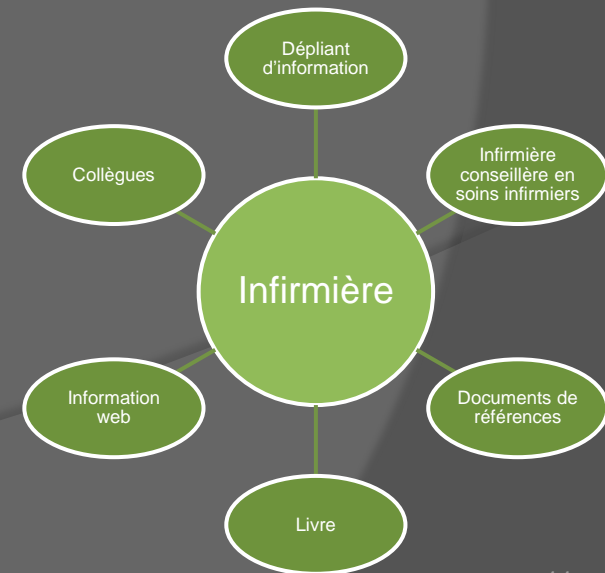 Dépliant
d'information
Collègues
Infirmière
conseillère en
soins infirmiers
Infirmière
Information
web
Documents de
références
Livre